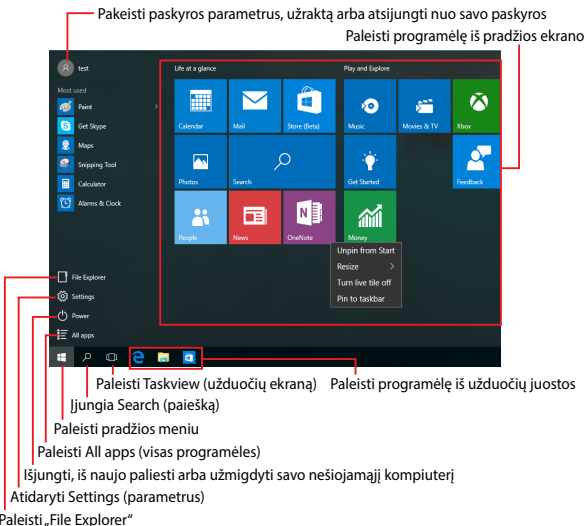 Pakeisti paskyros parametrus, užraktą arba atsijungti nuo savo paskyros
Paleisti programėlę iš pradžios ekrano
test
Life at a glance
Play and Explore
Most used
Paint
Get Skype
Maps
Snipping Tool
Calculator
Alarms & Clock
Calendar
Mail
Store (Beta)
Music
Movies & TV
Xbox
Photos
Search
Get Started
Feedback
People
News
OneNote
Money
Unpin from Start
Resize
Turn live tile off
Pin to taskbar
File Explorer
Settings
Power
All apps
Paleisti Taskview (užduočių ekraną)
Paleisti programėlę iš užduočių juostos
Įjungia Search (paiešką)
Paleisti pradžios meniu
Paleisti All apps (visas programėles)
Išjungti, iš naujo paliesti arba užmigdyti savo nešiojamąjį kompiuterį
Atidaryti Settings (parametrus)
Paleisti „File Explorer“